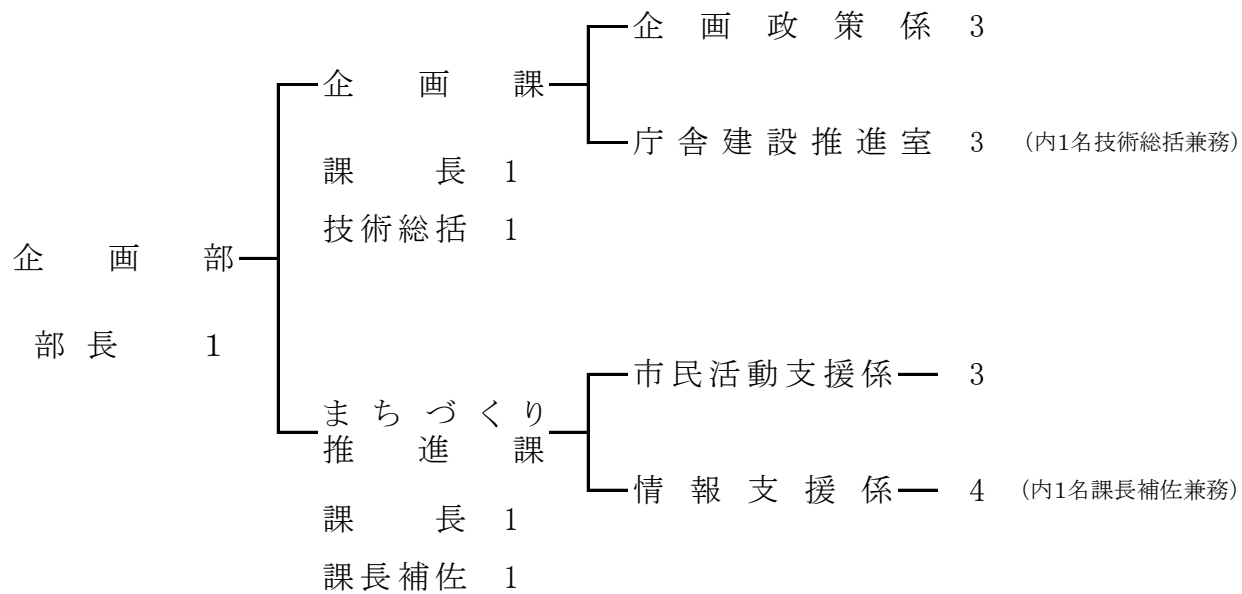 企画政策係 3
企画課
庁舎建設推進室 3 (内1名技術総括兼務)
課長 1
技術総括 1
企画部
部長 1
市民活動支援係 3
まちづくり
推進課
情報支援係 4 (内1名課長補佐兼務)
課長 1
課長補佐 1